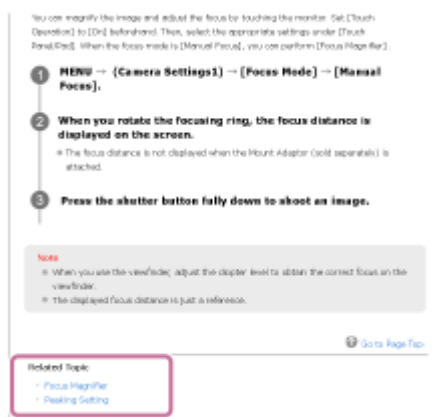 You can magnify the image and adjust the focus by touching the monitor. Set [Touch
Operation] to [On] beforehand. Then, select the appropriate settings under [Touch
Panel/Pad]. When the focus mode is [Manual Focus], you can perform [Focus Magnifier].
1 MENU → (Camera Settings1) → [Focus Mode] → [Manual
Focus].
2 When you rotate the focusing ring, the focus distance is
displayed on the screen.
The focus distance is not displayed when the Mount Adaptor (sold separately) is
attached.
3 Press the shutter button fully down to shoot an image.
Note
When you use the viewfinder, adjust the diopter level to obtain the correct focus on the
viewfinder.
The displayed focus distance is just a reference.
Go to Page Top
Related Topic
Focus Magnifier
Peaking Setting